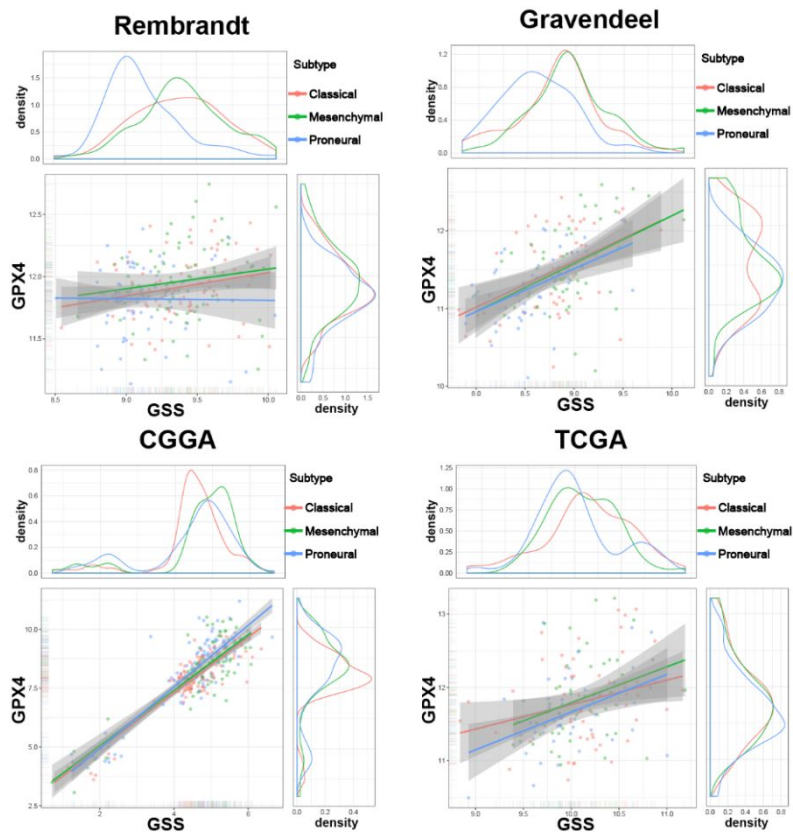 Rembrandt
Gravendeel
density
1.5
1.0
0.5
0.0
Subtype
Classical
Mesenchymal
Proneural
density
1.2
0.8
0.4
0.0
Subtype
Classical
Mesenchymal
Proneural
GPX4
12.5
12.0
11.5
8.5
9.0
9.5
10.0
GSS
0.0
0.5
1.0
1.5
density
GPX4
12
11
10
8.0
8.5
9.0
9.5
10.0
GSS
0.0
0.2
0.4
0.6
0.8
density
CGGA
TCGA
density
0.8
0.6
0.4
0.2
0.0
Subtype
Classical
Mesenchymal
Proneural
density
1.25
1.00
0.75
0.50
0.25
0.00
Subtype
Classical
Mesenchymal
Proneural
GPX4
10.0
7.5
5.0
2.5
2
4
6
GSS
0.0
0.2
0.4
density
GPX4
13
12
11
9.0
9.5
10.0
10.5
11.0
GSS
0.0
0.2
0.4
0.6
0.8
density